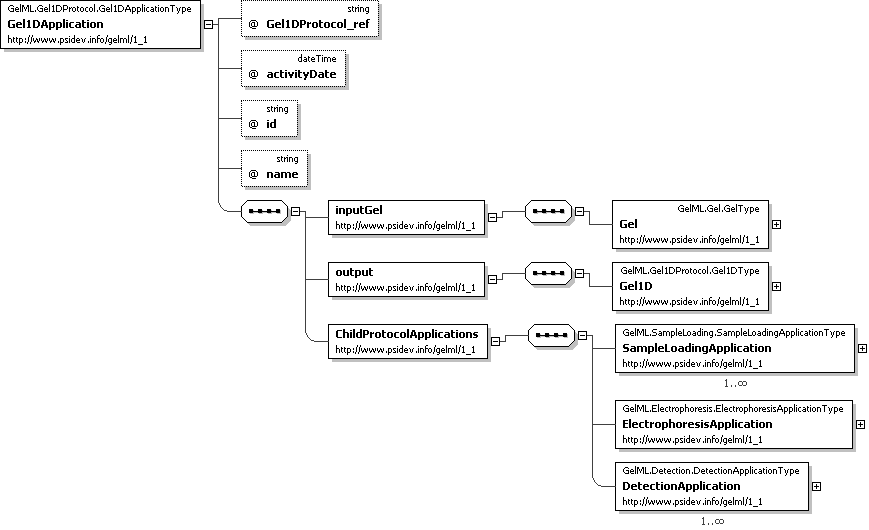 GelML.Gel1DProtocol.Gel1DApplicationType
Gel1DApplication
http://www.psidev.info/gelml/1_1
string
@ Gel1DProtocol_ref
dateTime
@ activityDate
string
@ id
string
@ name
inputGel
http://www.psidev.info/gelml/1_1
GelML.Gel.GelType
Gel
http://www.psidev.info/gelml/1_1
output
http://www.psidev.info/gelml/1_1
GelML.Gel1DProtocol.Gel1DType
Gel1D
http://www.psidev.info/gelml/1_1
ChildProtocolApplications
http://www.psidev.info/gelml/1_1
GelML.SampleLoading.SampleLoadingApplicationType
SampleLoadingApplication
http://www.psidev.info/gelml/1_1
1..∞
GelML.Electrophoresis.ElectrophoresisApplicationType
ElectrophoresisApplication
http://www.psidev.info/gelml/1_1
GelML.Detection.DetectionApplicationType
DetectionApplication
http://www.psidev.info/gelml/1_1
1..∞